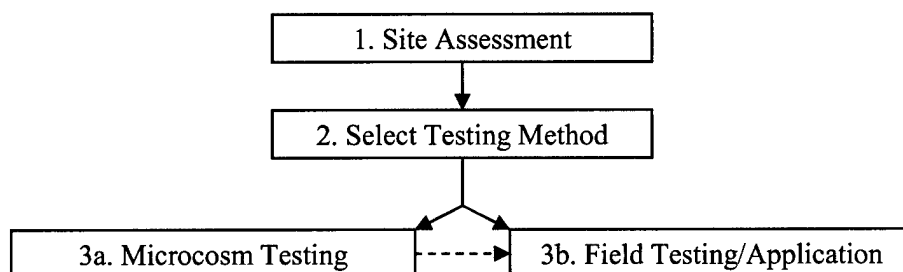 1. Site Assessment
2. Select Testing Method
3a. Microcosm Testing
3b. Field Testing/Application